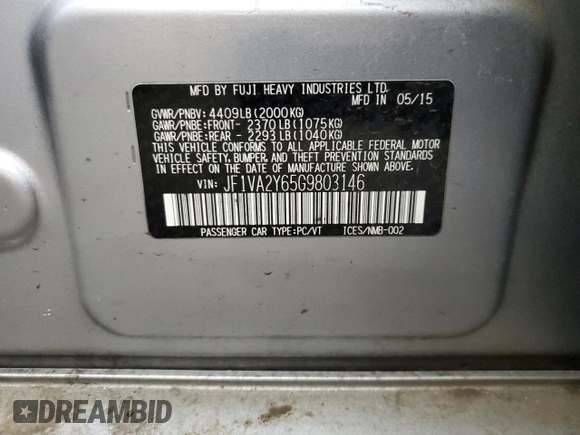 MFD BY FUJI HEAVY INDUSTRIES LTD.
MFD IN 05/15
GVWR/PNBV: 4409LB(2000KG)
GAWR/PNBE:FRONT- 2370LB(1075KG)
GAWR/PNBE:REAR - 2293LB(1040KG)
THIS VEHICLE CONFORMS TO ALL APPLICABLE FEDERAL MOTOR
VEHICLE SAFETY, BUMPER, AND THEFT PREVENTION STANDARDS
IN EFFECT ON THE DATE OF MANUFACTURE SHOWN ABOVE.
VIN: JF1VA2Y65G9803146
PASSENGER CAR TYPE:PC/VT ICES/NMB-002
DREAMBID